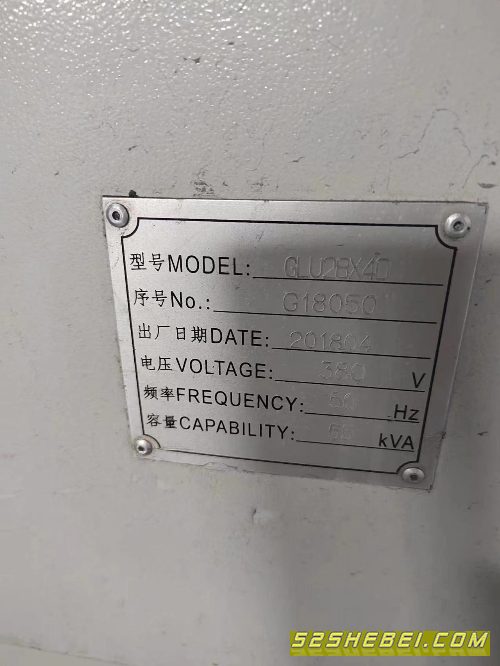 型号MODEL: GLU28X40
序号No.: G18050
出厂日期DATE: 201804
电压VOLTAGE: 380 V
频率FREQUENCY: 50 Hz
容量CAPABILITY: kVA
52SHEBEI.COM